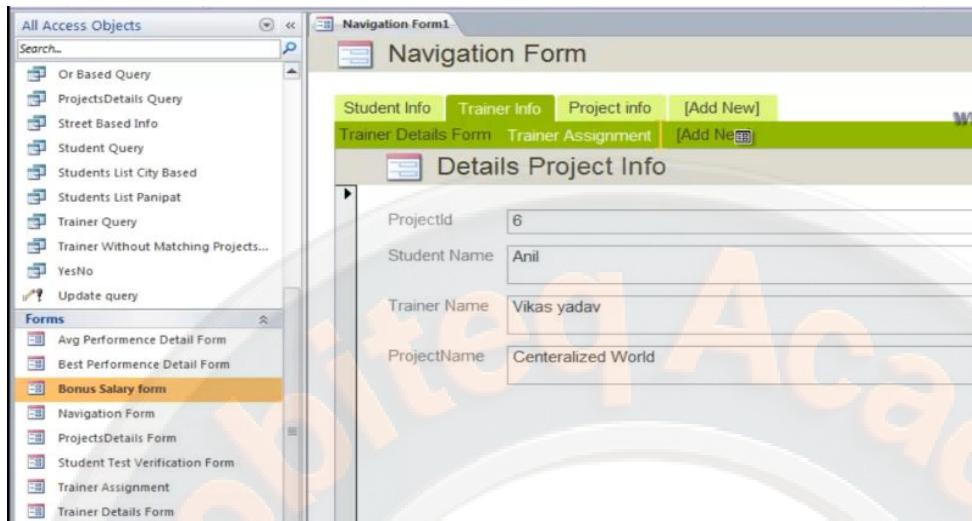 All Access Objects
Search...
Or Based Query
ProjectsDetails Query
Street Based Info
Student Query
Students List City Based
Students List Panipat
Trainer Query
Trainer Without Matching Projects...
YesNo
Update query
Forms
Avg Performence Detail Form
Best Performence Detail Form
Bonus Salary form
Navigation Form
ProjectsDetails Form
Student Test Verification Form
Trainer Assignment
Trainer Details Form
Navigation Form1
Navigation Form
Student Info Trainer Info Project info [Add New]
Trainer Details Form Trainer Assignment [Add Ne
Details Project Info
ProjectId 6
Student Name Anil
Trainer Name Vikas yadav
ProjectName Centeralized World
obiteq Aca